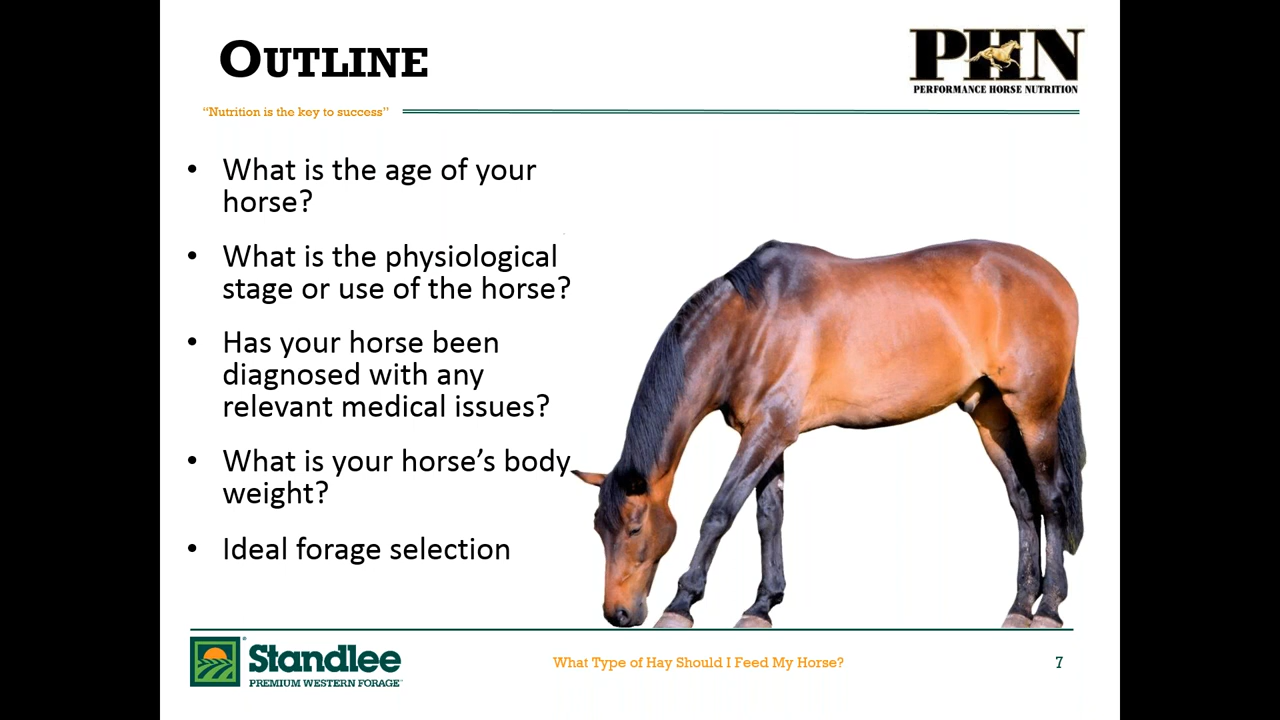 OUTLINE
PHN
PERFORMANCE HORSE NUTRITION
“Nutrition is the key to success”
• What is the age of your
horse?
• What is the physiological
stage or use of the horse?
• Has your horse been
diagnosed with any
relevant medical issues?
• What is your horse’s body
weight?
• Ideal forage selection
Standlee®
PREMIUM WESTERN FORAGE™
What Type of Hay Should I Feed My Horse?
7